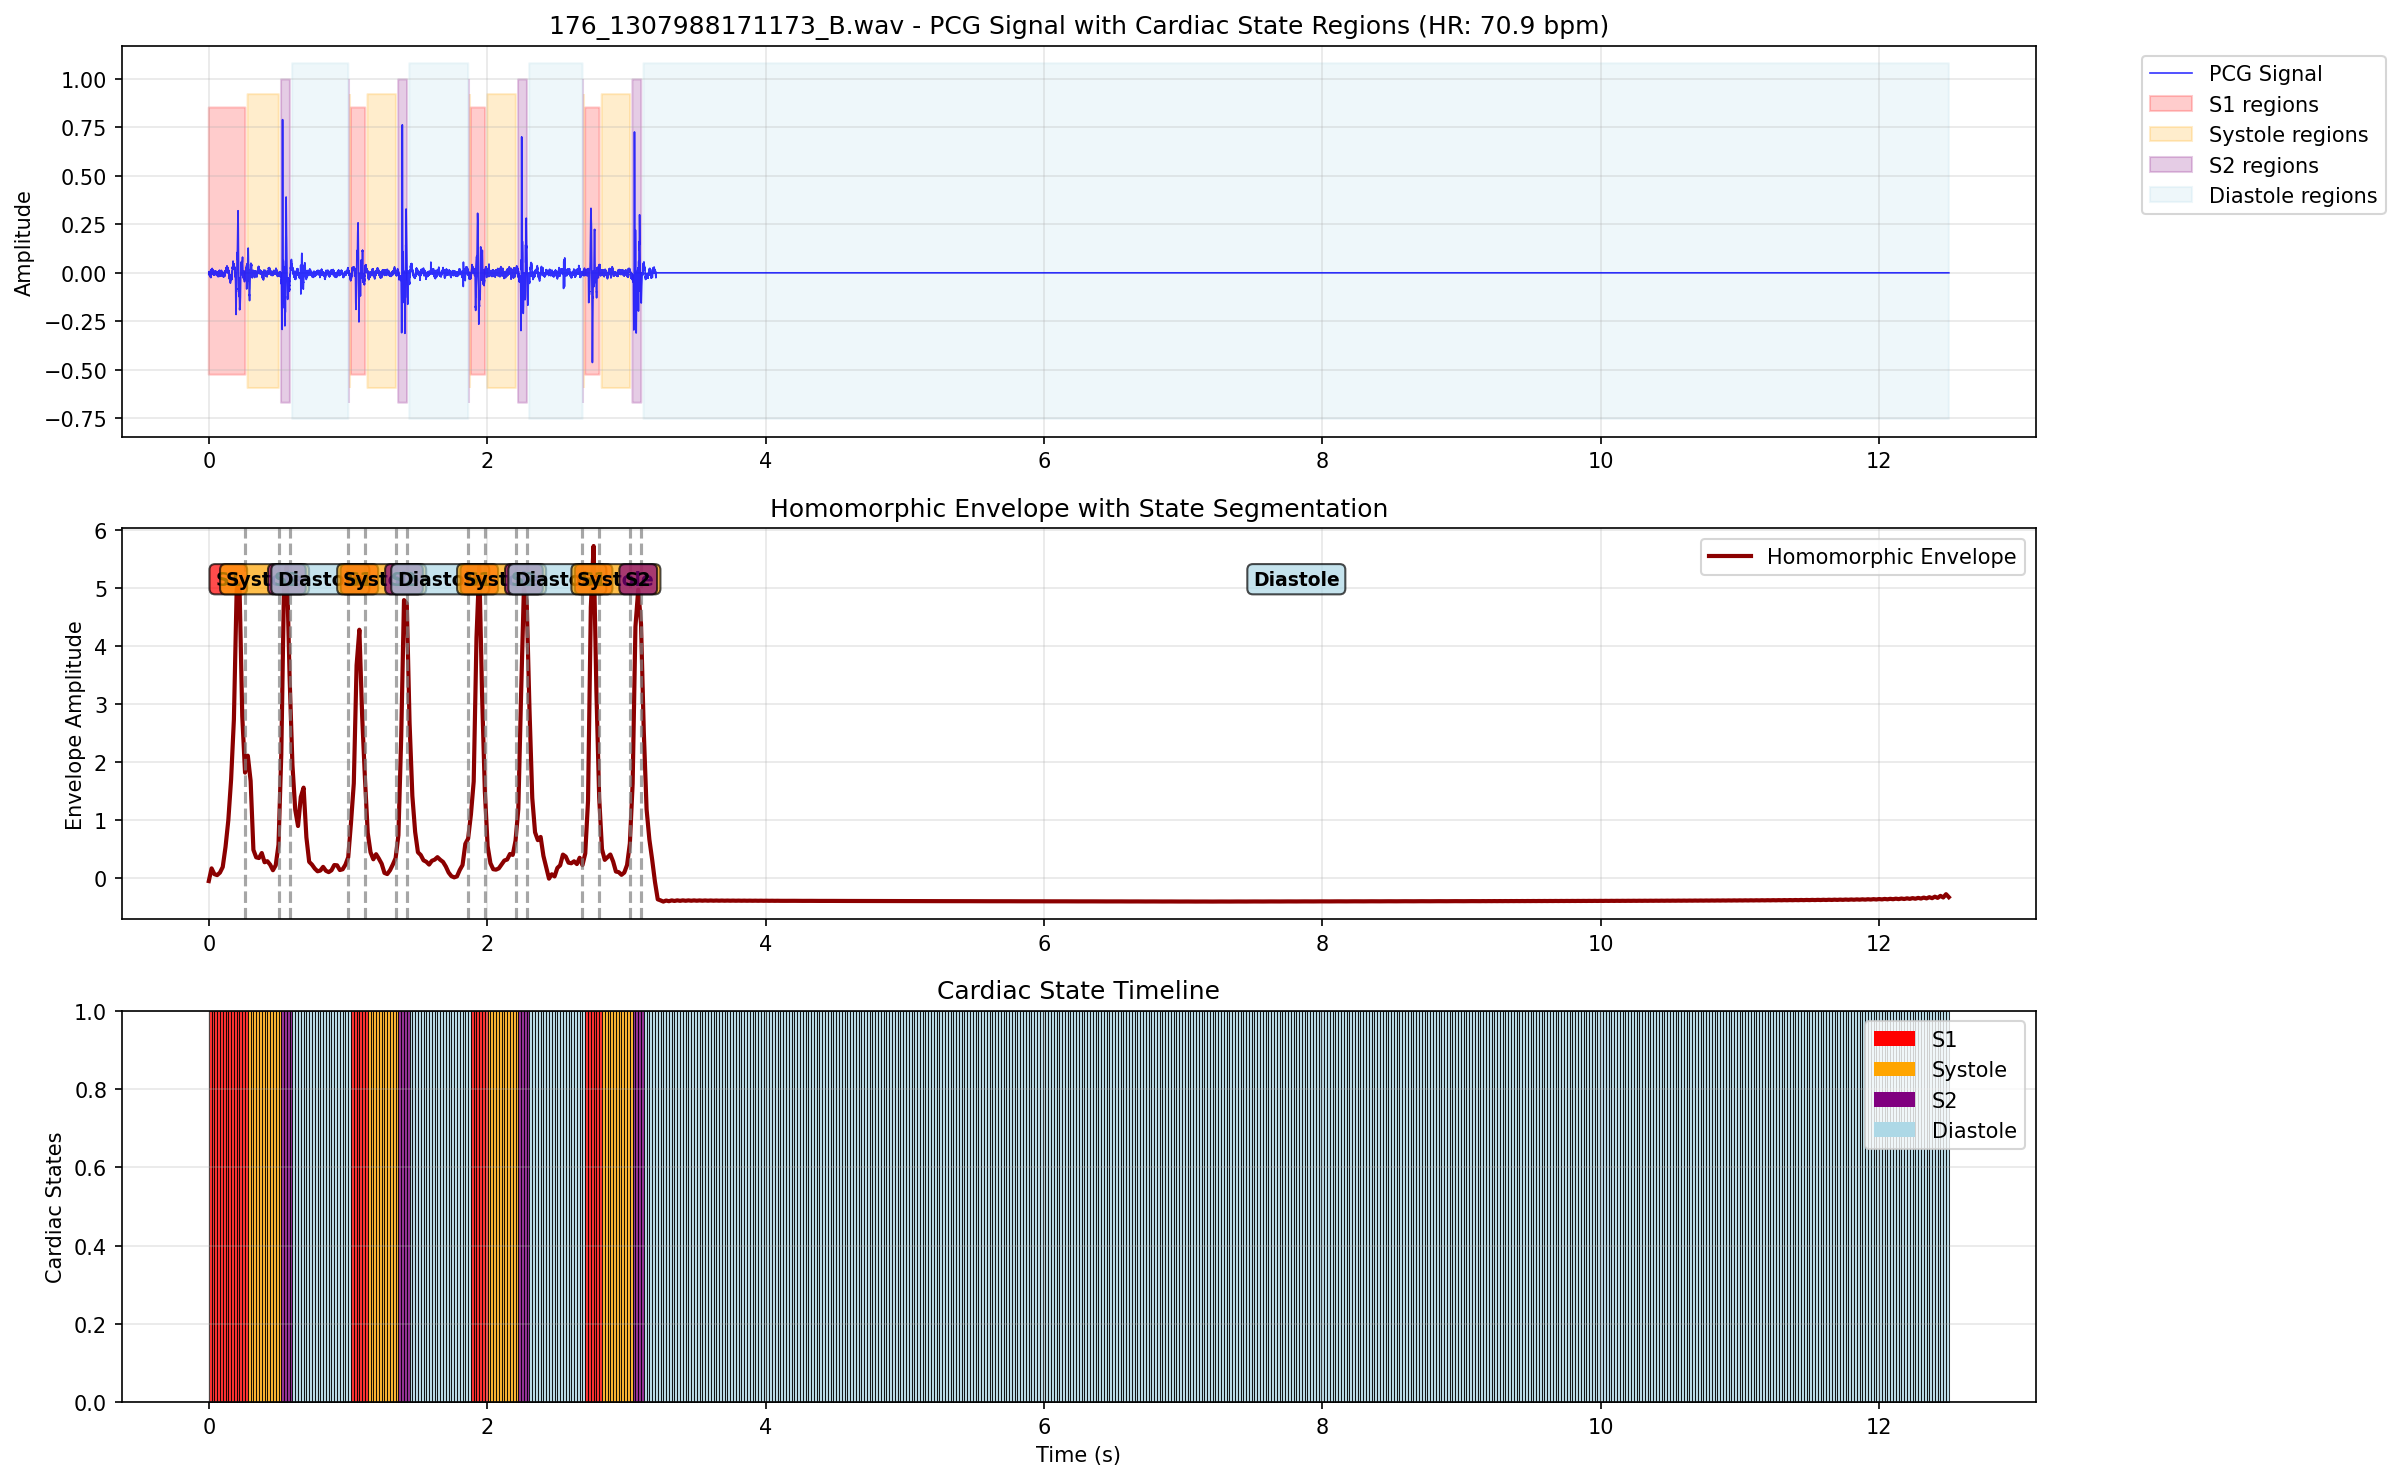 176_1307988171173_B.wav - PCG Signal with Cardiac State Regions (HR: 70.9 bpm)
Amplitude
1.00
0.75
0.50
0.25
0.00
−0.25
−0.50
−0.75
0 2 4 6 8 10 12
PCG Signal
S1 regions
Systole regions
S2 regions
Diastole regions
Homomorphic Envelope with State Segmentation
Envelope Amplitude
6
5
4
3
2
1
0
Syst Diast Syst Diast Syst Diast Syst S2 Diastole
Homomorphic Envelope
0 2 4 6 8 10 12
Cardiac State Timeline
Cardiac States
1.0
0.8
0.6
0.4
0.2
0.0
S1
Systole
S2
Diastole
0 2 4 6 8 10 12
Time (s)